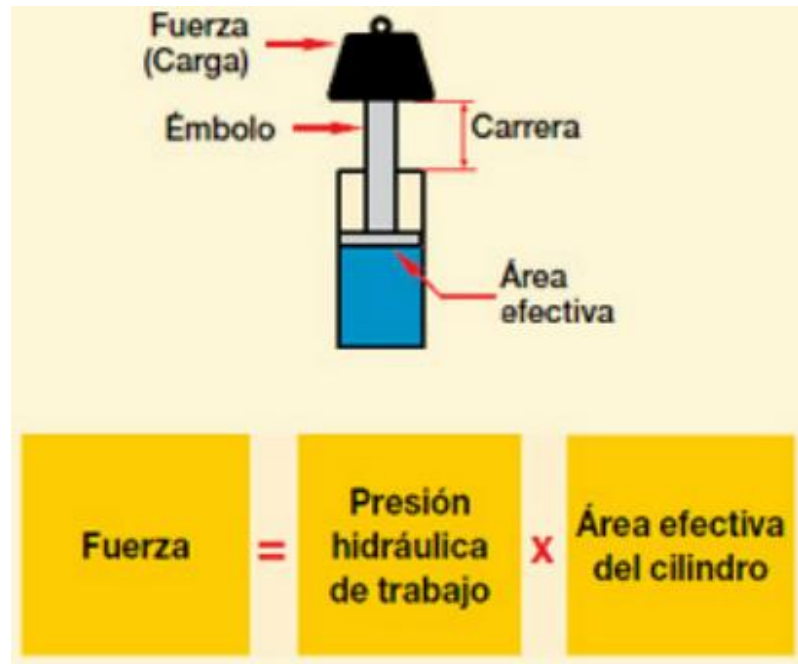 Fuerza
(Carga)
Émbolo
Carrera
Área
efectiva
Fuerza
=
Presión
hidráulica
de trabajo
x
Área efectiva
del cilindro